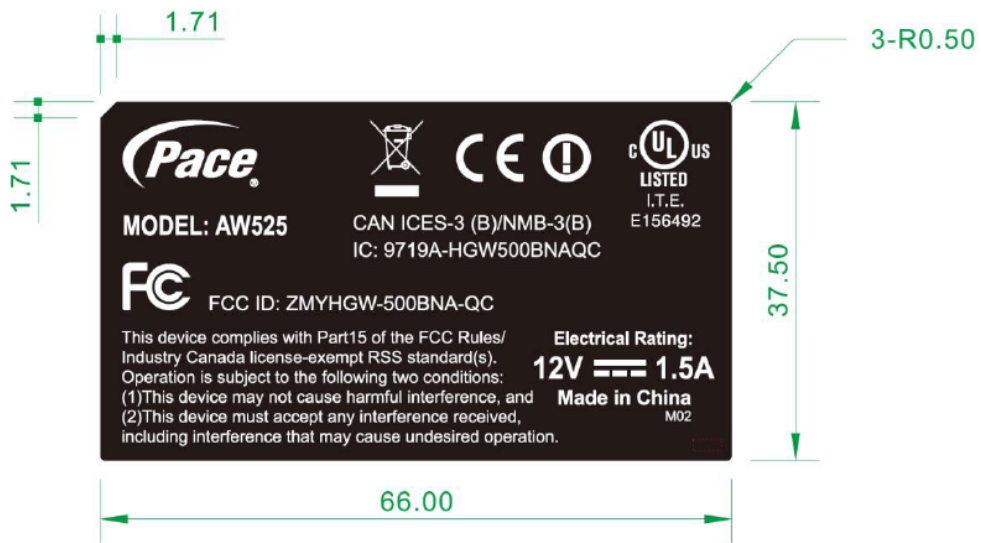 1.71
3-R0.50
1.71
Pace®
CE
c UL US
LISTED
I.T.E.
E156492
MODEL: AW525
CAN ICES-3 (B)/NMB-3(B)
IC: 9719A-HGW500BNAQC
FC
FCC ID: ZMYHGW-500BNA-QC
37.50
This device complies with Part15 of the FCC Rules/
Industry Canada license-exempt RSS standard(s).
Operation is subject to the following two conditions:
(1)This device may not cause harmful interference, and
(2)This device must accept any interference received,
including interference that may cause undesired operation.
Electrical Rating:
12V 1.5A
Made in China
M02
66.00